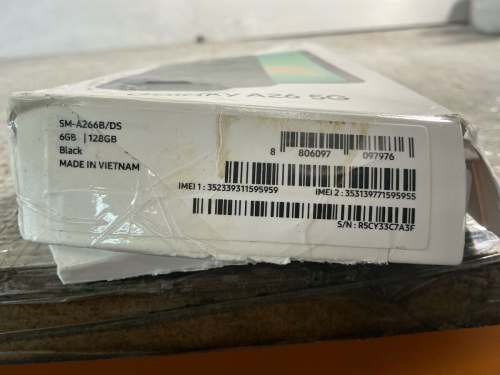 A26 5G
SM-A266B/DS
6GB | 128GB
Black
MADE IN VIETNAM
8 806097 097976
IMEI 1 : 352339311595959
IMEI 2 : 353139771595955
S/N : R5CY33C7A3F